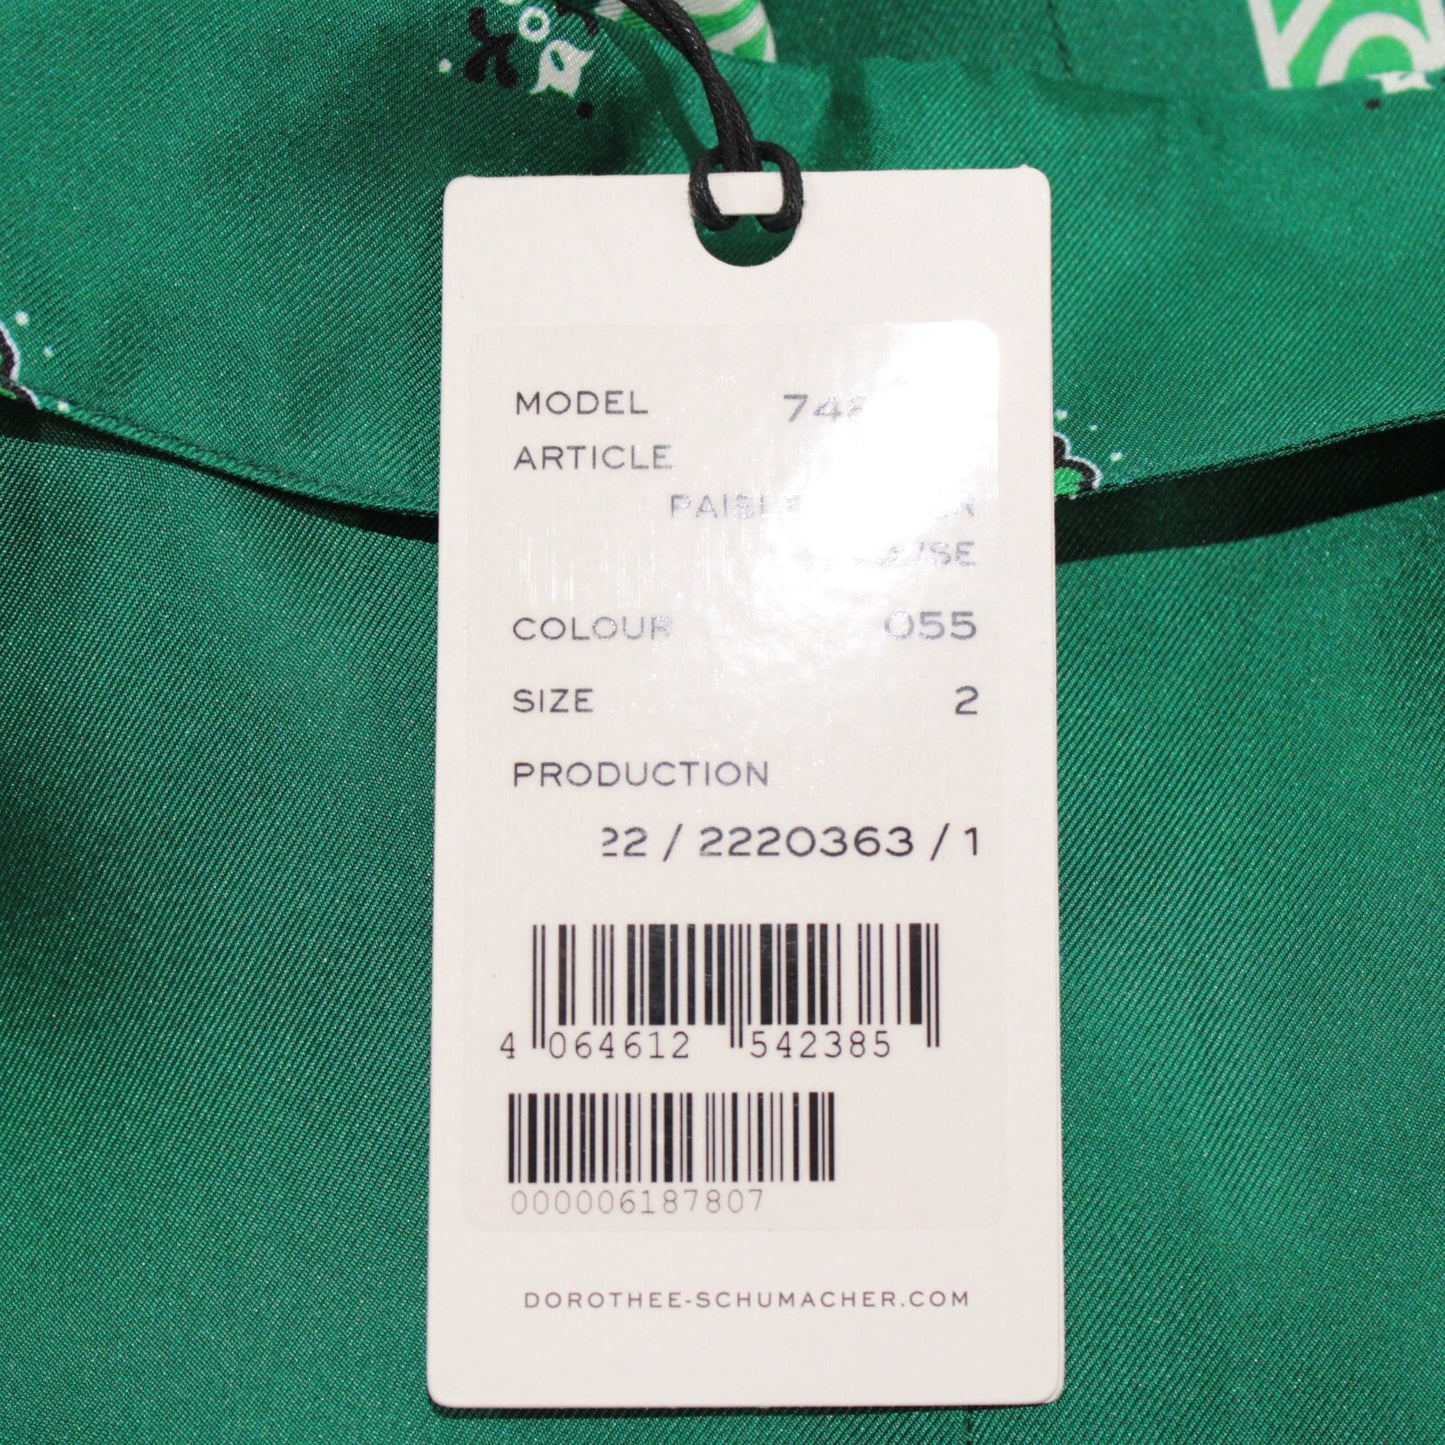 MODEL
ARTICLE
COLOUR 055
SIZE 2
PRODUCTION
22 / 2220363 / 1
4 064612 542385
000006187807
DOROTHEE-SCHUMACHER.COM